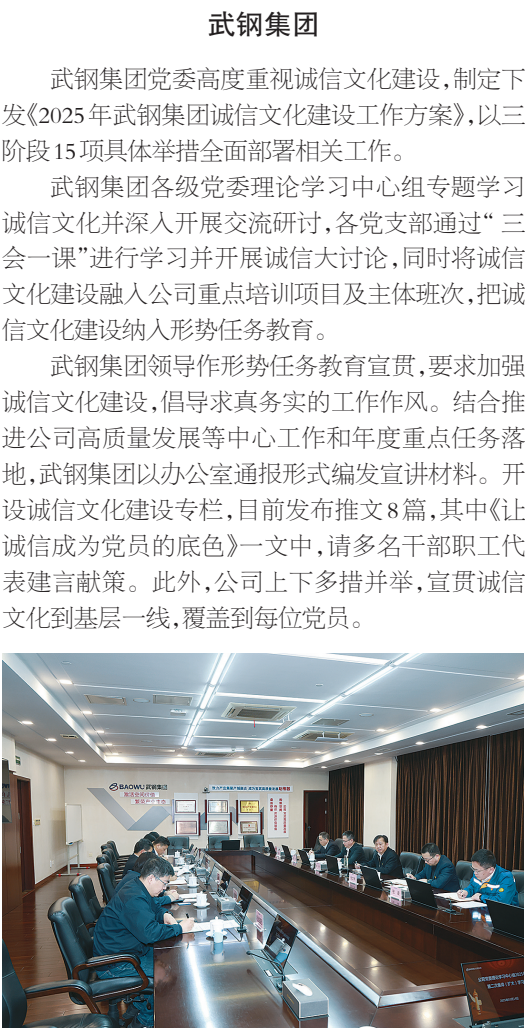 武钢集团
武钢集团党委高度重视诚信文化建设，制定下
发《2025年武钢集团诚信文化建设工作方案》，以三
阶段15项具体举措全面部署相关工作。
武钢集团各级党委理论学习中心组专题学习
诚信文化并深入开展交流研讨，各党支部通过“三
会一课”进行学习并开展诚信大讨论，同时将诚信
文化建设融入公司重点培训项目及主体班次，把诚
信文化建设纳入形势任务教育。
武钢集团领导作形势任务教育宣贯，要求加强
诚信文化建设，倡导求真务实的工作作风。结合推
进公司高质量发展等中心工作和年度重点任务落
地，武钢集团以办公室通报形式编发宣讲材料。开
设诚信文化建设专栏，目前发布推文8篇，其中《让
诚信成为党员的底色》一文中，请多名干部职工代
表建言献策。此外，公司上下多措并举，宣贯诚信
文化到基层一线，覆盖到每位党员。
BAOWU 武钢集团